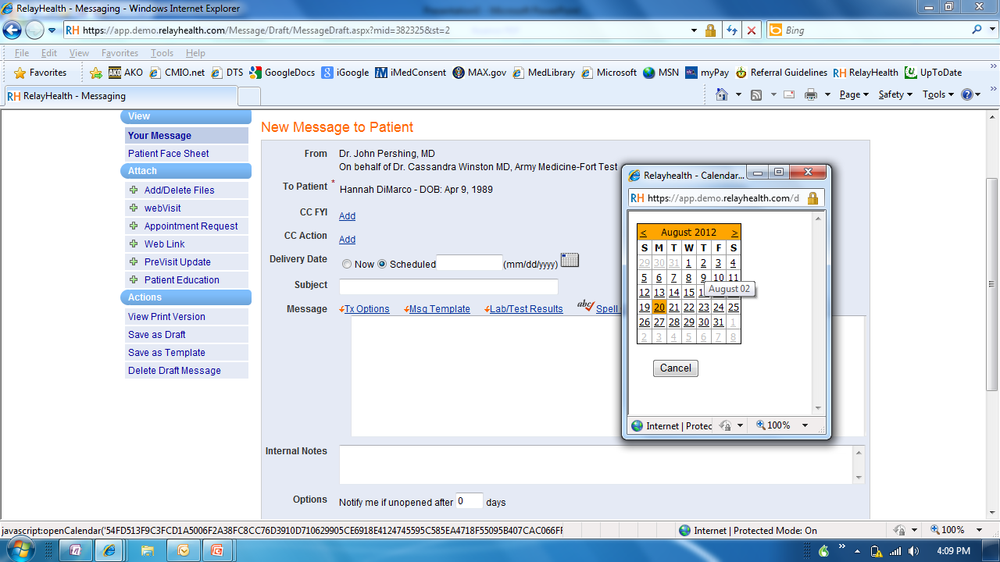 RelayHealth - Messaging - Windows Internet Explorer
https://app.demo.relayhealth.com/Message/Draft/MessageDraft.aspx?mid=382325&st=2
Bing
File Edit View Favorites Tools Help
Favorites AKO AKO CMIO.net DTS GoogleDocs iGoogle iMedConsent MAX.gov MedLibrary Microsoft MSN myPay Referral Guidelines RH RelayHealth UpToDate
RH RelayHealth - Messaging
Page Safety Tools
View
Your Message
Patient Face Sheet
Attach
Add/Delete Files
webVisit
Appointment Request
Web Link
PreVisit Update
Patient Education
Actions
View Print Version
Save as Draft
Save as Template
Delete Draft Message
New Message to Patient
From Dr. John Pershing, MD
On behalf of Dr. Cassandra Winston MD, Army Medicine-Fort Test
To Patient * Hannah DiMarco - DOB: Apr 9, 1989
CC FYI Add
CC Action Add
Delivery Date Now Scheduled (mm/dd/yyyy)
Subject
Message Tx Options Msg Template Lab/Test Results abc Spell
Internal Notes
Options Notify me if unopened after 0 days
Relayhealth - Calendar...
RH https://app.demo.relayhealth.com/d
< August 2012 >
S M T W T F S
29 30 31 1 2 3 4
5 6 7 8 9 10 11
12 13 14 15
August 02
19 20 21 22 23 24 25
26 27 28 29 30 31 1
2 3 4 5 6 7 8
Cancel
Internet | Protec 100%
Internet | Protected Mode: On 100%
4:09 PM